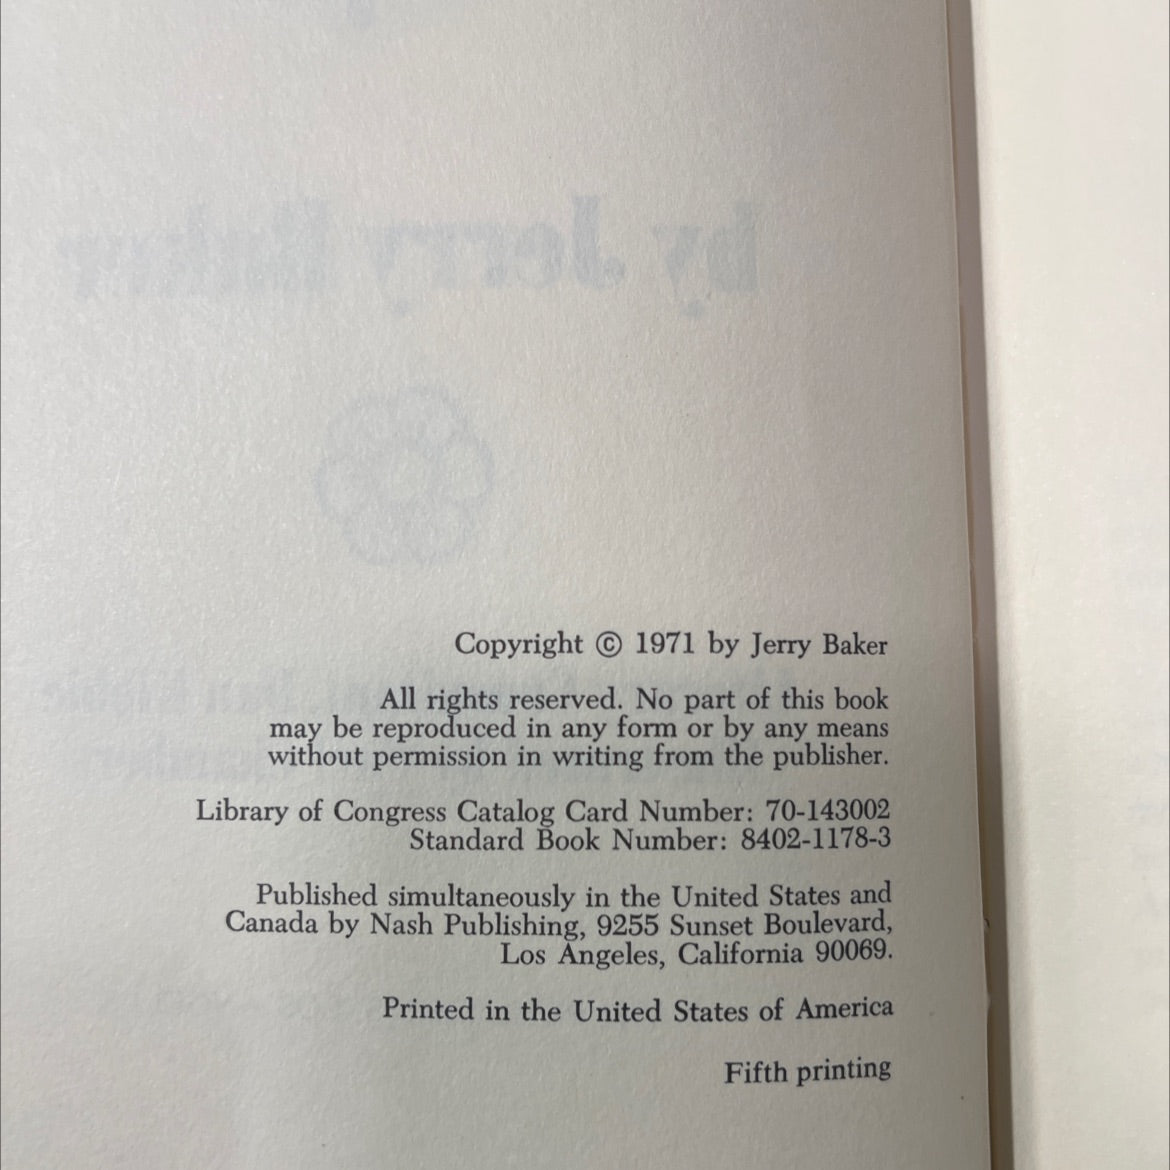 by Jerry Baker
Copyright © 1971 by Jerry Baker
All rights reserved. No part of this book
may be reproduced in any form or by any means
without permission in writing from the publisher.
Library of Congress Catalog Card Number: 70-143002
Standard Book Number: 8402-1178-3
Published simultaneously in the United States and
Canada by Nash Publishing, 9255 Sunset Boulevard,
Los Angeles, California 90069.
Printed in the United States of America
Fifth printing